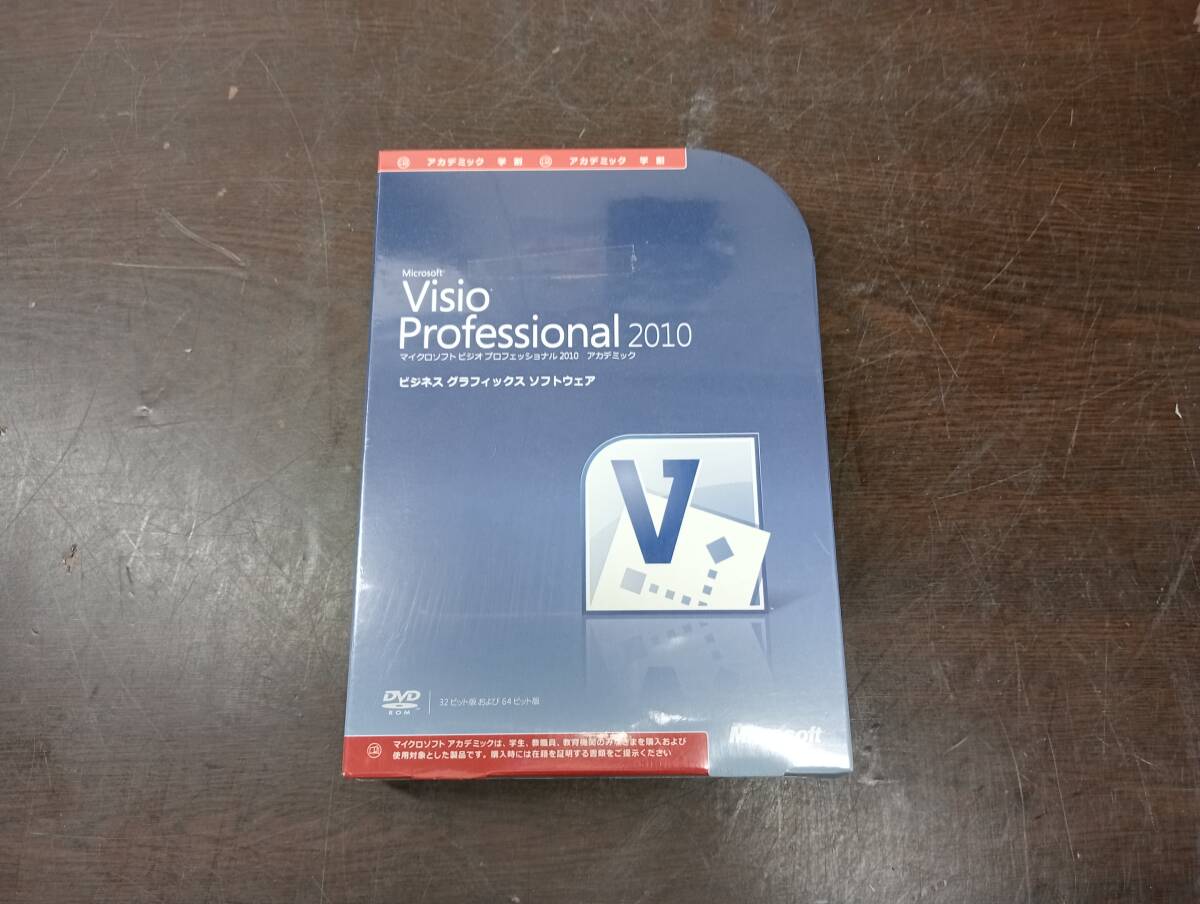 アカデミック 学割 アカデミック 学割
Microsoft
Visio
Professional 2010
マイクロソフト ビジオ プロフェッショナル 2010 アカデミック
ビジネス グラフィックス ソフトウェア
V
DVD
ROM
32 ビット版 および 64 ビット版
Microsoft
マイクロソフト アカデミックは、学生、教職員、教育機関のみなさまを購入および
使用対象とした製品です。購入時には在籍を証明する書類をご提示ください